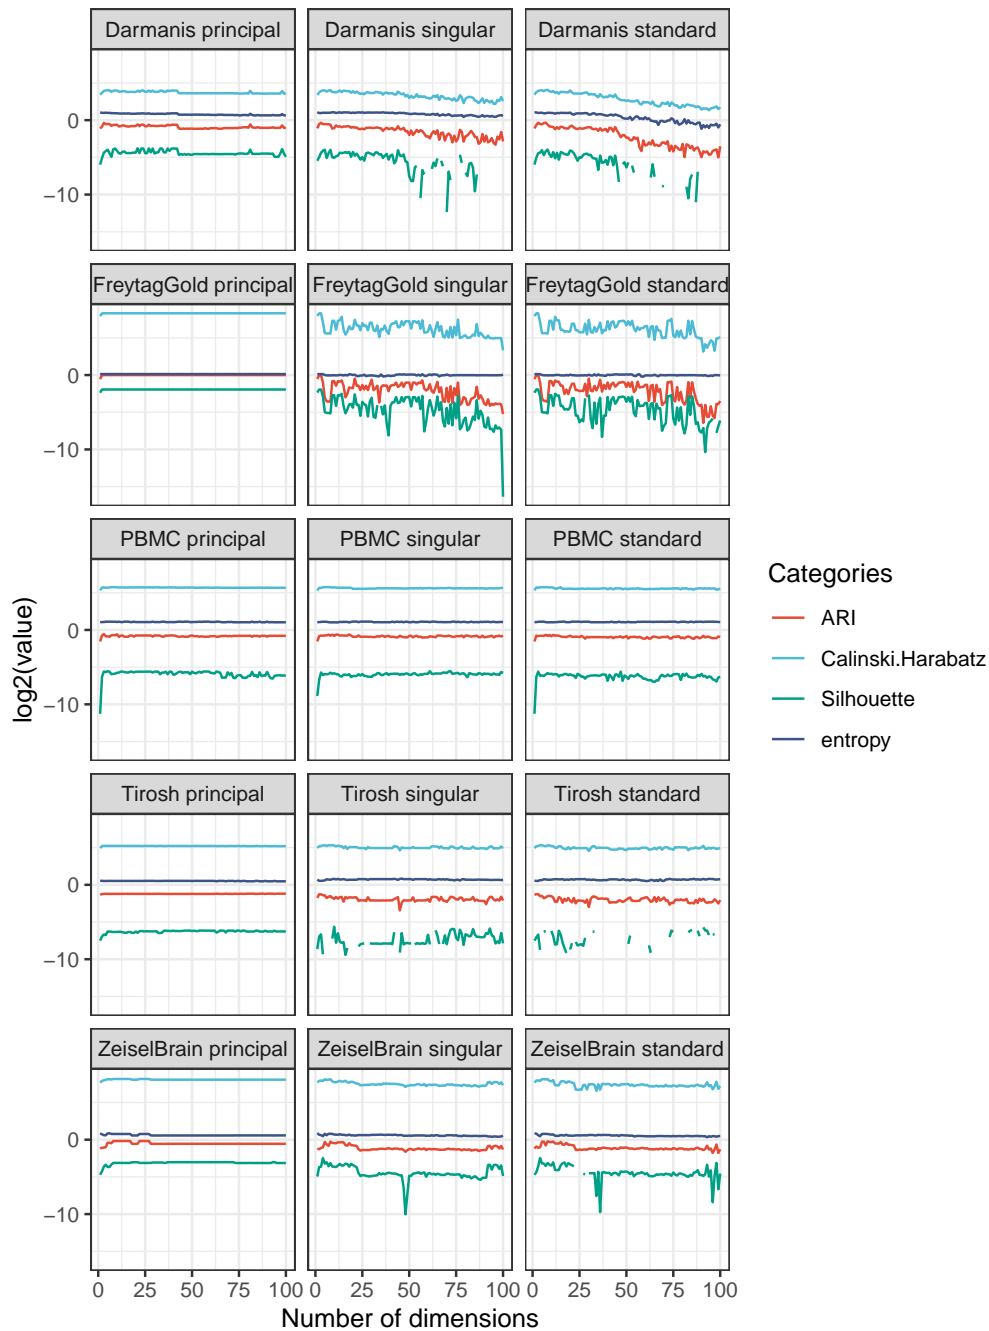 Darmanis principal
Darmanis singular
Darmanis standard
0
−10
FreytagGold principal
FreytagGold singular
FreytagGold standard
0
−10
PBMC principal
PBMC singular
PBMC standard
0
−10
Tirosh principal
Tirosh singular
Tirosh standard
0
−10
ZeiselBrain principal
ZeiselBrain singular
ZeiselBrain standard
0
−10
0 25 50 75 100
0 25 50 75 100
0 25 50 75 100
Number of dimensions
log2(value)
Categories
ARI
Calinski.Harabatz
Silhouette
entropy